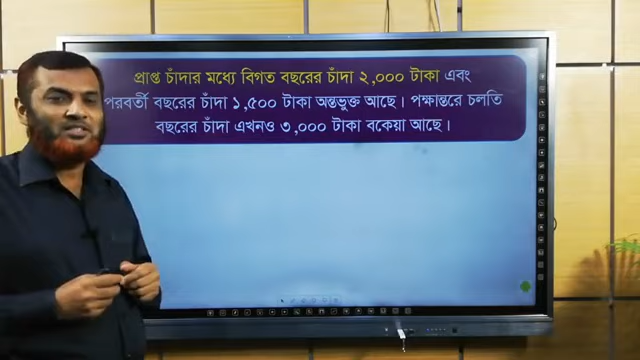 প্রাপ্ত চাঁদার মধ্যে বিগত বছরের চাঁদা ২,০০০ টাকা এবং
পরবর্তী বছরের চাঁদা ১,৫০০ টাকা অন্তর্ভুক্ত আছে। পক্ষান্তরে চলতি
বছরের চাঁদা এখনও ৩,০০০ টাকা বকেয়া আছে।